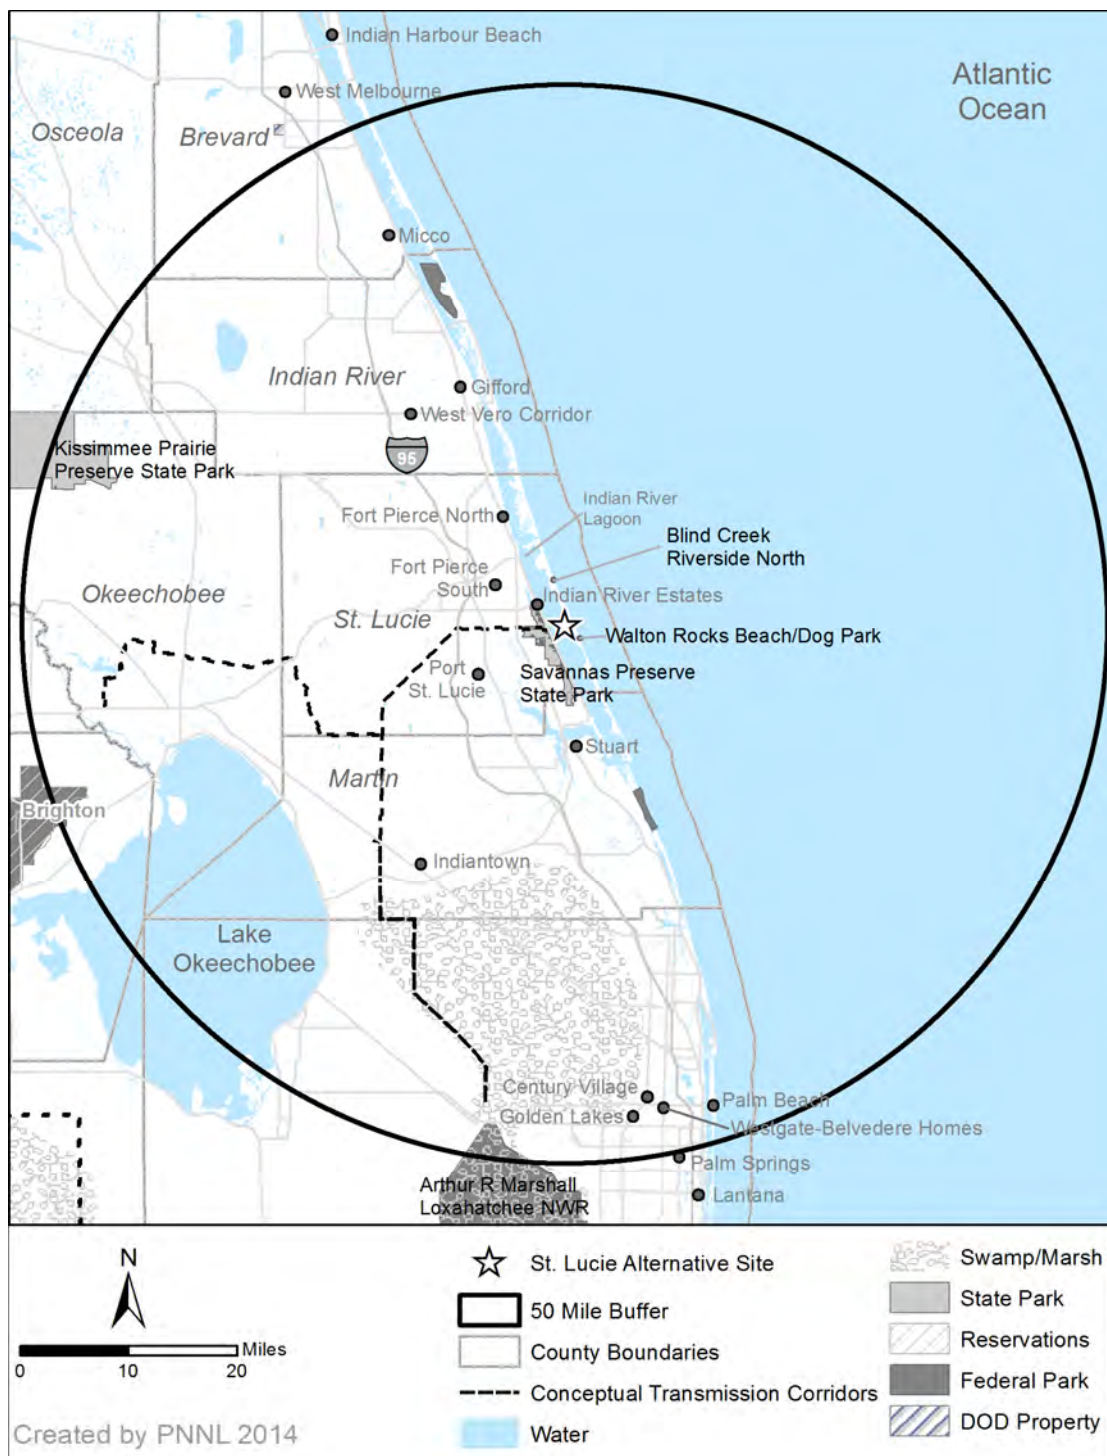 Indian Harbour Beach
Atlantic
Ocean
West Melbourne
Osceola
Brevard
Micco
Indian River
Gifford
West Vero Corridor
Kissimmee Prairie
Preserve State Park
95
Indian River
Lagoon
Fort Pierce North
Blind Creek
Riverside North
Fort Pierce
South
Okeechobee
Indian River Estates
St. Lucie
Walton Rocks Beach/Dog Park
Port
St. Lucie
Savannas Preserve
State Park
Stuart
Martin
Brighton
Indiantown
Lake
Okeechobee
Century Village
Palm Beach
Golden Lakes
Westgate-Belvedere Homes
Palm Springs
Arthur R Marshall
Loxahatchee NWR
Lantana
N
Miles
0 10 20
Created by PNNL 2014
St. Lucie Alternative Site
50 Mile Buffer
County Boundaries
Conceptual Transmission Corridors
Water
Swamp/Marsh
State Park
Reservations
Federal Park
DOD Property